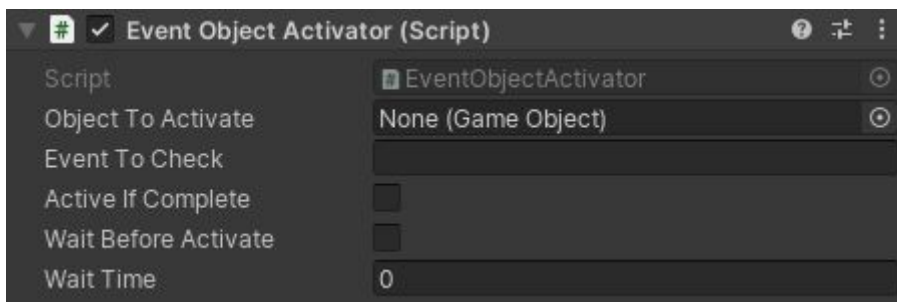 Event Object Activator (Script)
Script EventObjectActivator
Object To Activate None (Game Object)
Event To Check
Active If Complete
Wait Before Activate
Wait Time 0